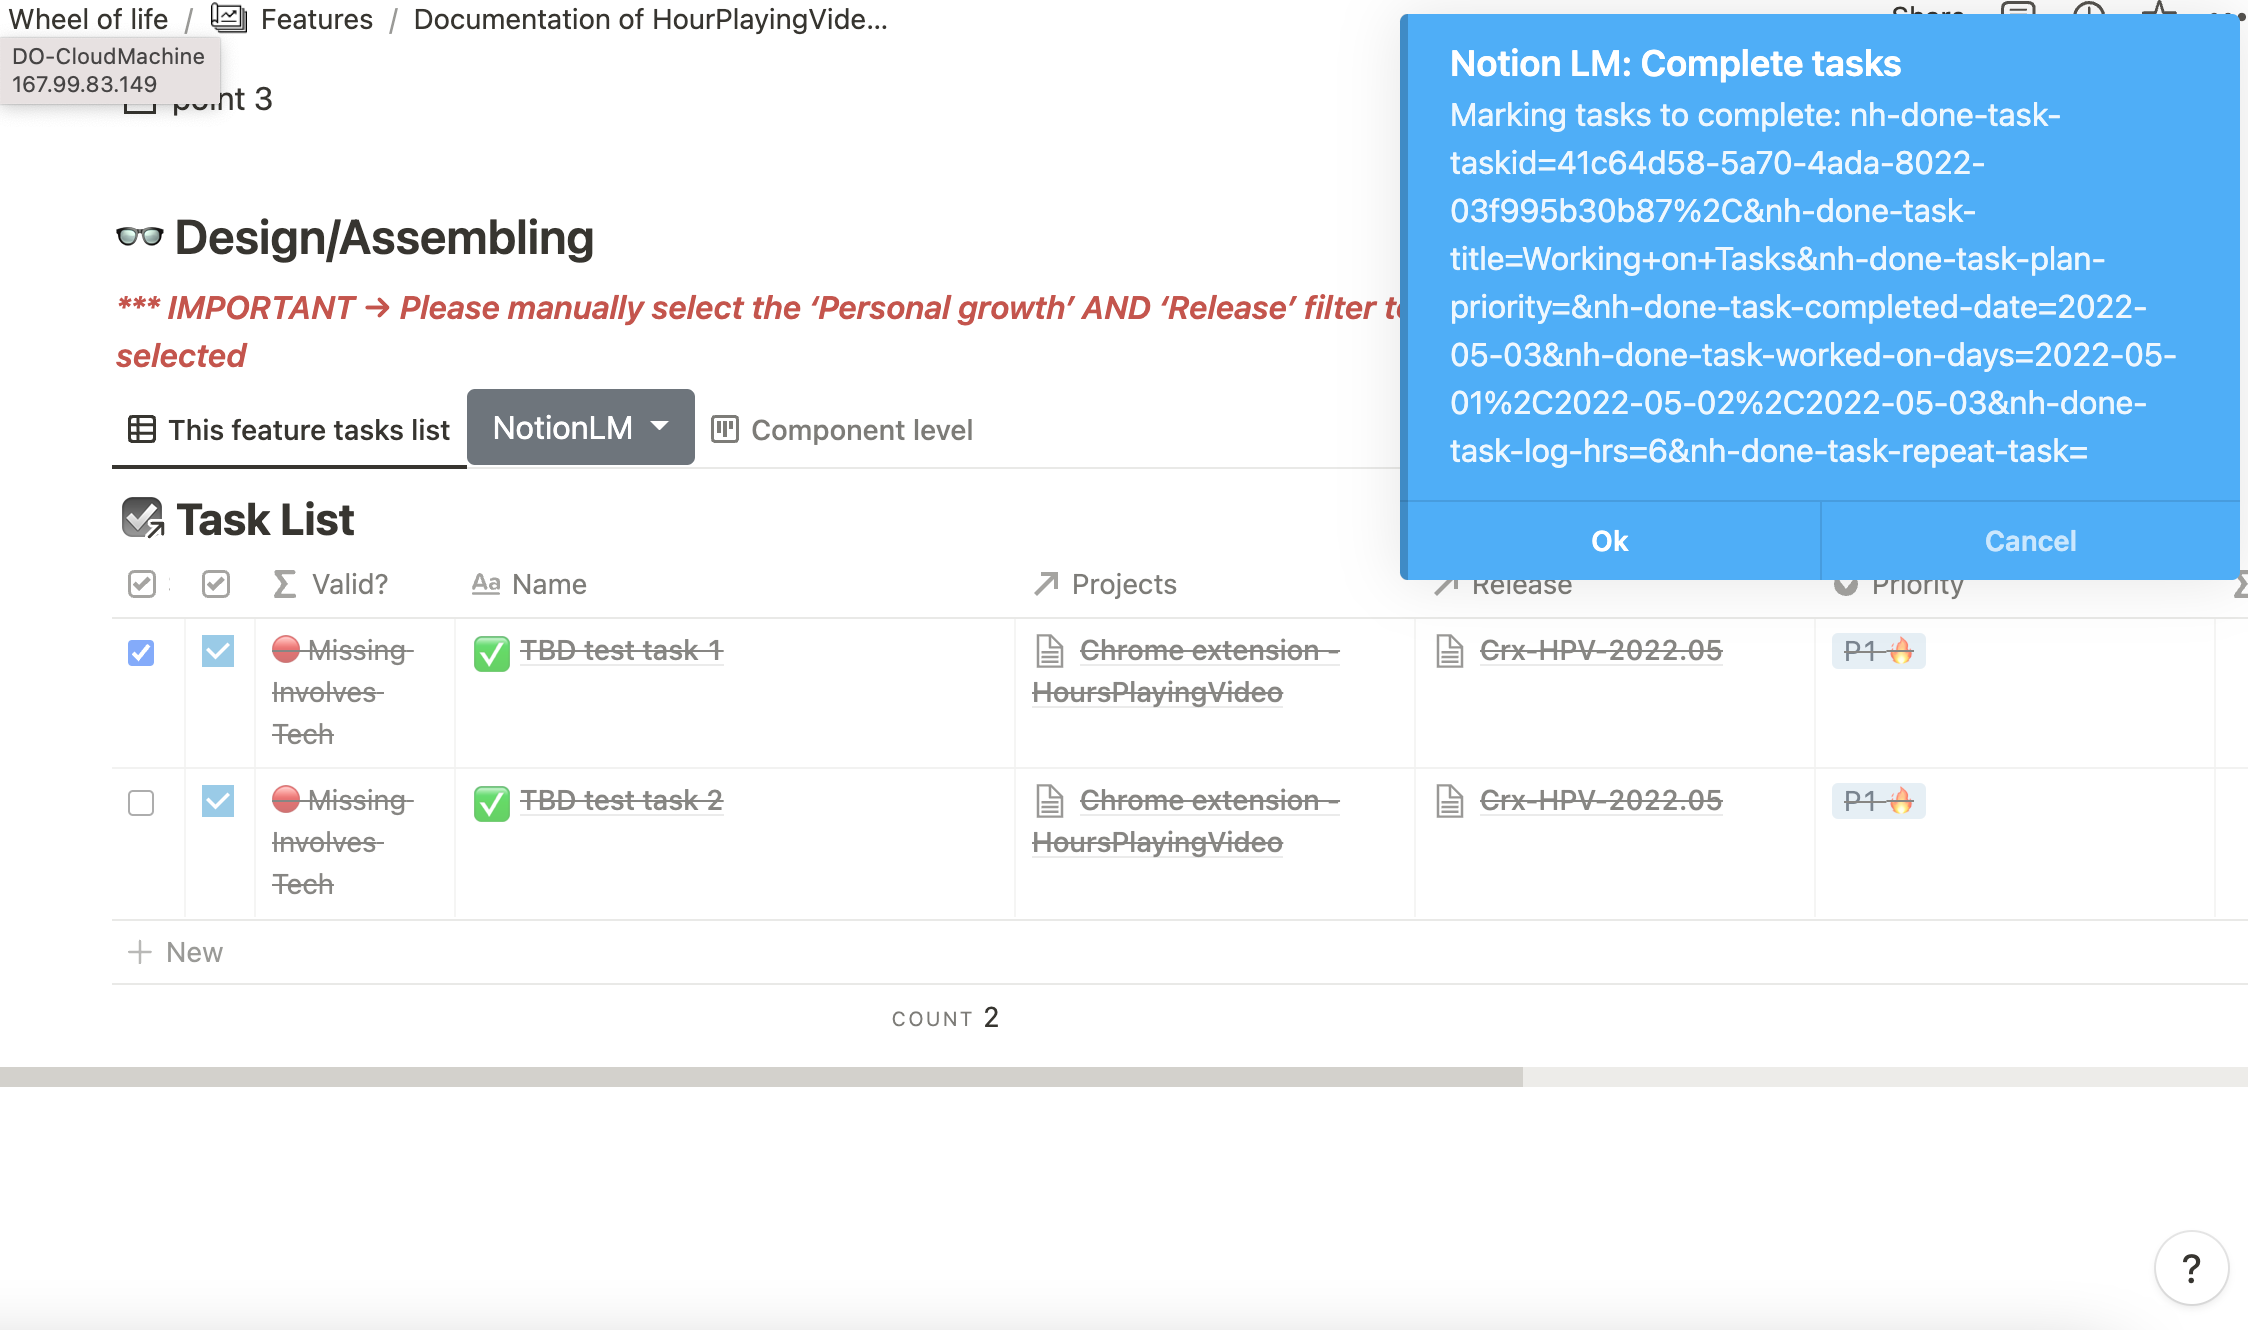 Wheel of life / Features / Documentation of HourPlayingVide...
Share
DO-CloudMachine
167.99.83.149
point 3
Notion LM: Complete tasks
Marking tasks to complete: nh-done-task-
taskid=41c64d58-5a70-4ada-8022-
03f995b30b87%2C&nh-done-task-
title=Working+on+Tasks&nh-done-task-plan-
priority=&nh-done-task-completed-date=2022-
05-03&nh-done-task-worked-on-days=2022-05-
01%2C2022-05-02%2C2022-05-03&nh-done-
task-log-hrs=6&nh-done-task-repeat-task=
Ok Cancel
Design/Assembling
*** IMPORTANT → Please manually select the ‘Personal growth’ AND ‘Release’ filter
selected
This feature tasks list NotionLM Component level
Task List
Σ Valid? Aa Name Projects Release Priority Σ
Missing TBD test task 1 Chrome extension - Crx-HPV-2022.05 P1
Involves HoursPlayingVideo
Tech
Missing TBD test task 2 Chrome extension - Crx-HPV-2022.05 P1
Involves HoursPlayingVideo
Tech
+ New
COUNT 2
?